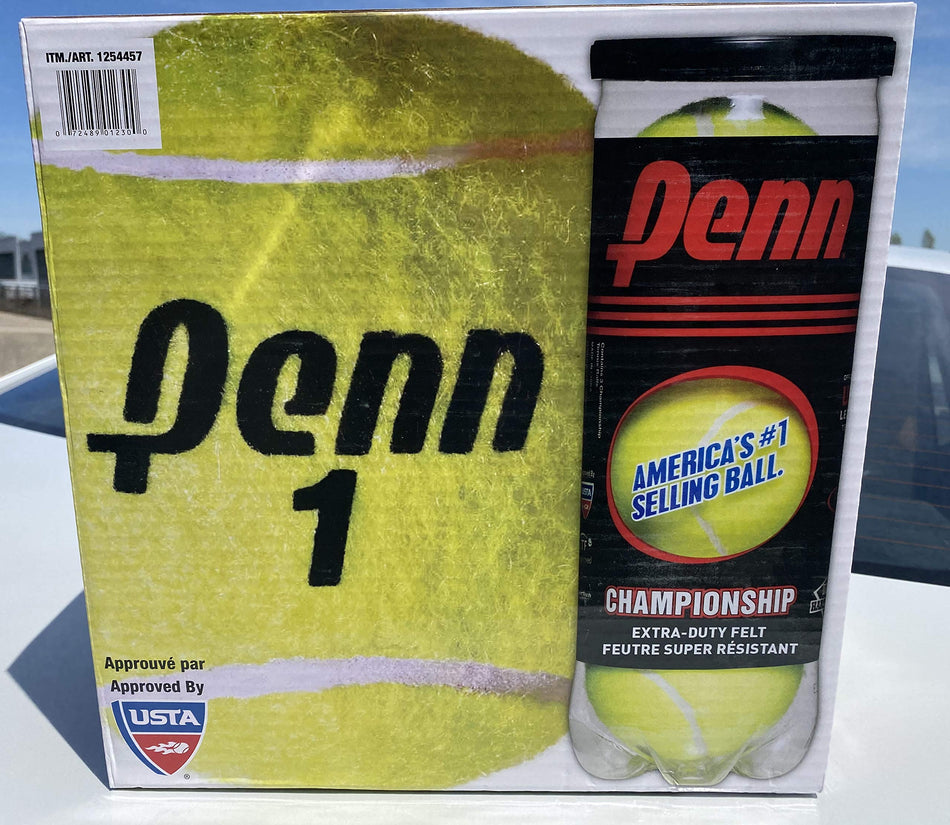 ITM./ART. 1254457
0 72489 01230 0
Penn
1
Approuvé par
Approved By
USTA
®
Penn
AMERICA'S #1
SELLING BALL.
CHAMPIONSHIP
EXTRA-DUTY FELT
FEUTRE SUPER RÉSISTANT